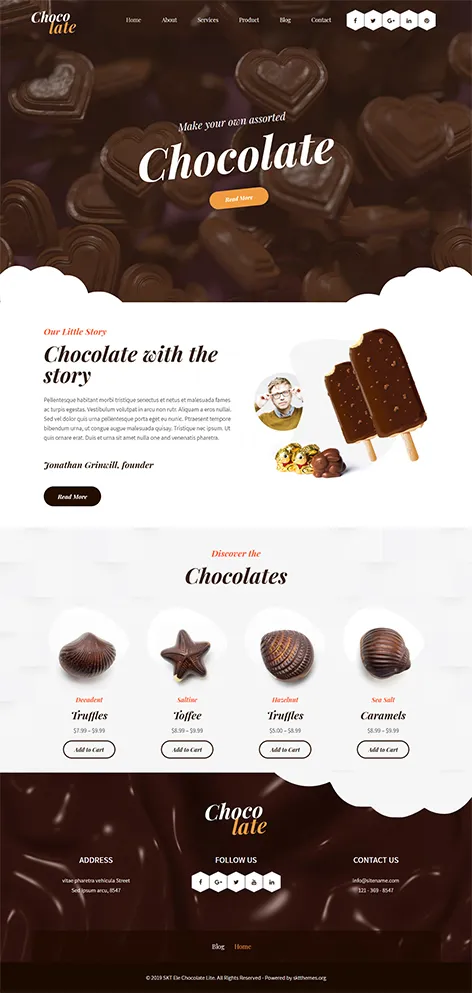 Choco
late
Home About Services Product Blog Contact
Make your own assorted
Chocolate
Read More
Our Little Story
Chocolate with the
story
Pellentesque habitant morbi tristique senectus et netus et malesuada fames
ac turpis egestas. Vestibulum volutpat in arcu non rutr. Aliquam a eros nullai.
Sed vel dolor quis urna pellentesque porta eget eu nunc. Praesent tempore
bibendum urna, ut congue augue malesuada quisay. Tristique nec ipsum. Ut
quis ornare erat. Duis et urna sit amet nulla one and venenatis pharetra.
Jonathan Grinwill, founder
Read More
Discover the
Chocolates
Decadent Saltine Hazelnut Sea Salt
Truffles Toffee Truffles Caramels
$7.99 – $9.99 $8.99 – $9.99 $5.00 – $8.99 $8.99 – $9.99
Add to Cart Add to Cart Add to Cart Add to Cart
Choco
late
ADDRESS FOLLOW US CONTACT US
vitae pharetra vehicula Street info@sitename.com
Sed ipsum arcu, 8547 121 - 369 - 8547
Blog Home
© 2019 SKT Ele Chocolate Lite. All Rights Reserved - Powered by sktthemes.org